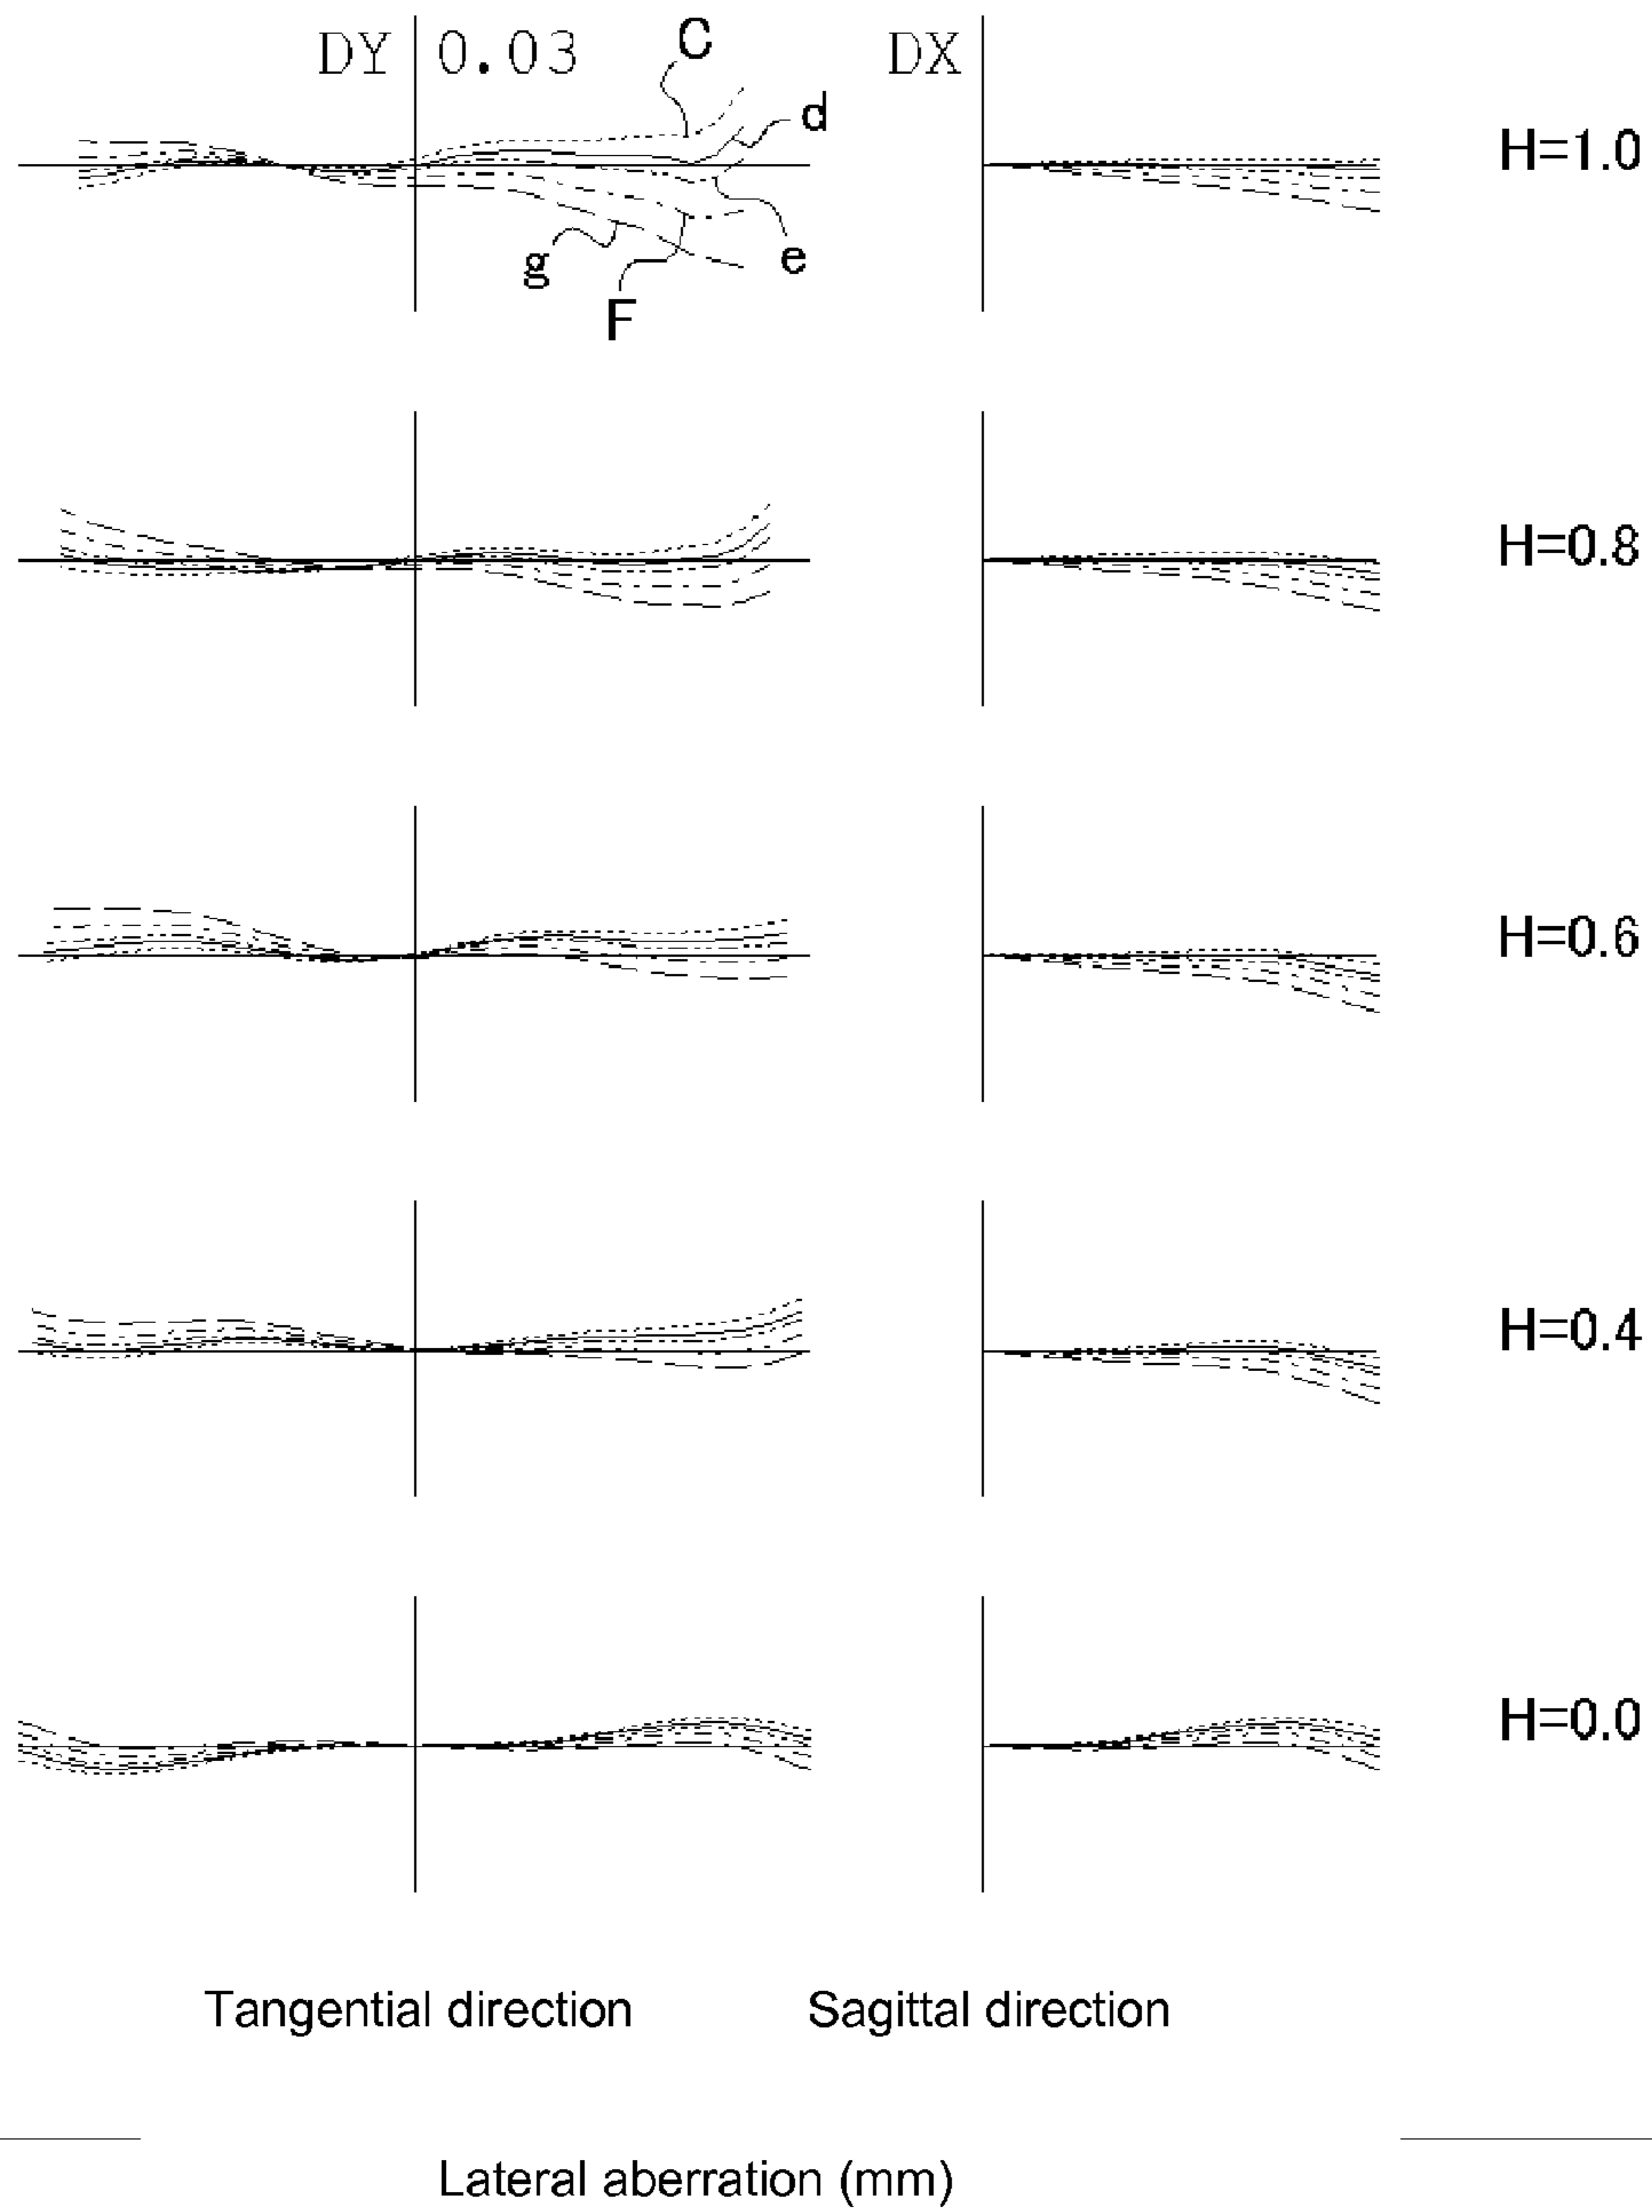 DY 0.03 C DX
d
H=1.0
g e
F
H=0.8
H=0.6
H=0.4
H=0.0
Tangential direction Sagittal direction
Lateral aberration (mm)